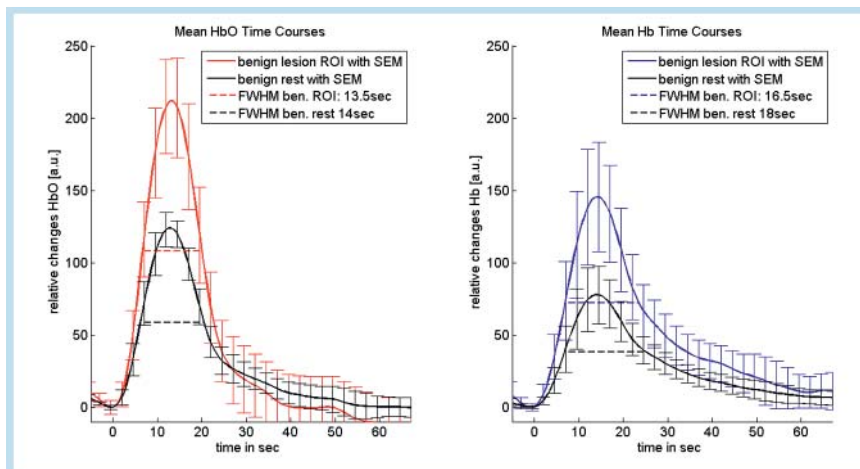 Mean HbO Time Courses
250
200
150
100
50
0
relative changes HbO [a.u.]
benign lesion ROI with SEM
benign rest with SEM
FWHM ben. ROI: 13.5sec
FWHM ben. rest 14sec
0 10 20 30 40 50 60
time in sec
Mean Hb Time Courses
250
200
150
100
50
0
relative changes Hb [a.u.]
benign lesion ROI with SEM
benign rest with SEM
FWHM ben. ROI: 16.5sec
FWHM ben. rest 18sec
0 10 20 30 40 50 60
time in sec